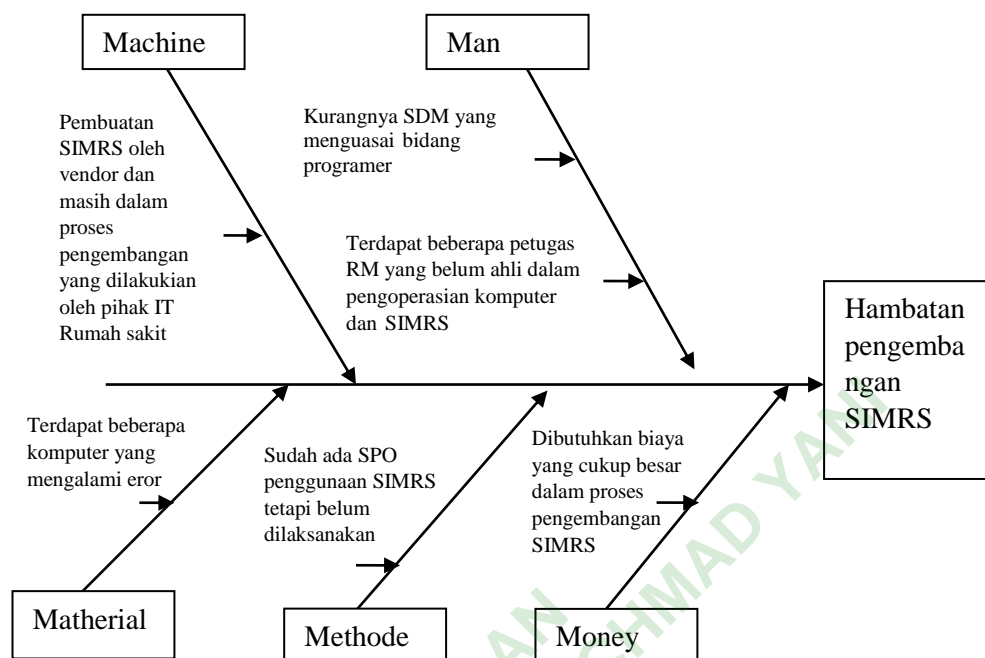 Machine
Man
Pembuatan
SIMRS oleh
vendor dan
masih dalam
proses
pengembangan
yang dilakukian
oleh pihak IT
Rumah sakit
Kurangnya SDM yang
menguasai bidang
programer
Terdapat beberapa petugas
RM yang belum ahli dalam
pengoperasian komputer
dan SIMRS
Hambatan
pengemba
ngan
SIMRS
Terdapat beberapa
komputer yang
mengalami eror
Sudah ada SPO
penggunaan SIMRS
tetapi belum
dilaksanakan
Dibutuhkan biaya
yang cukup besar
dalam proses
pengembangan
SIMRS
Matherial
Methode
Money